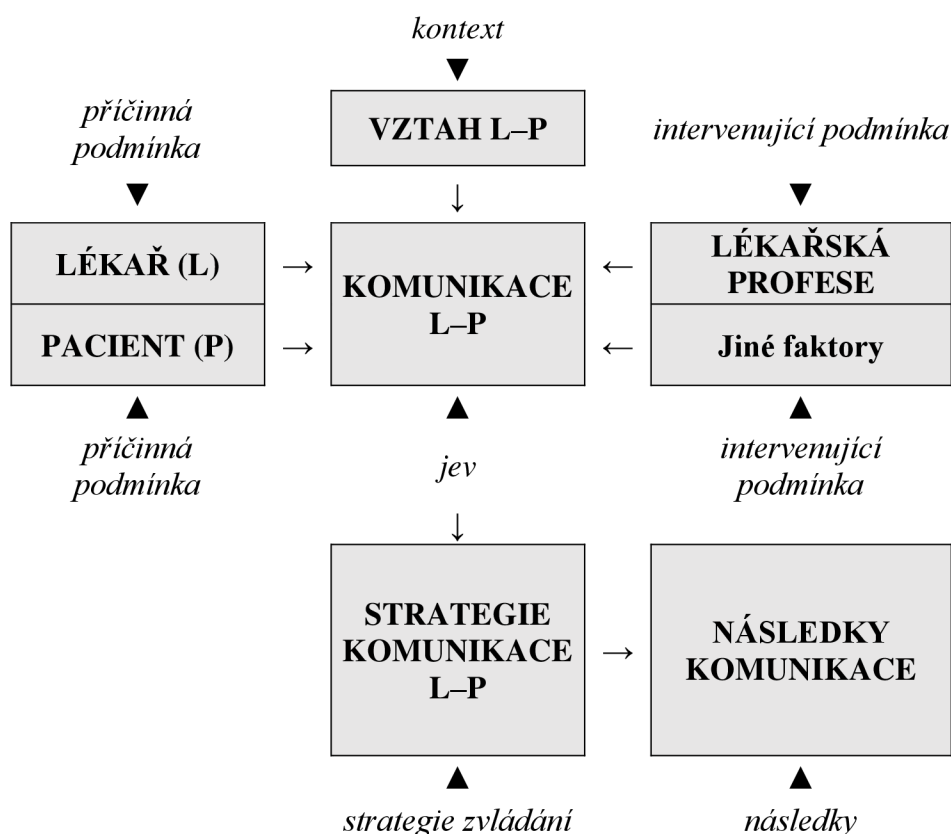 kontext
příčinná
podmínka
VZTAH L–P
intervenující podmínka
LÉKAŘ (L)
PACIENT (P)
KOMUNIKACE
L–P
LÉKAŘSKÁ
PROFESE
Jiné faktory
příčinná
podmínka
jev
intervenující
podmínka
STRATEGIE
KOMUNIKACE
L–P
NÁSLEDKY
KOMUNIKACE
strategie zvládání
následky